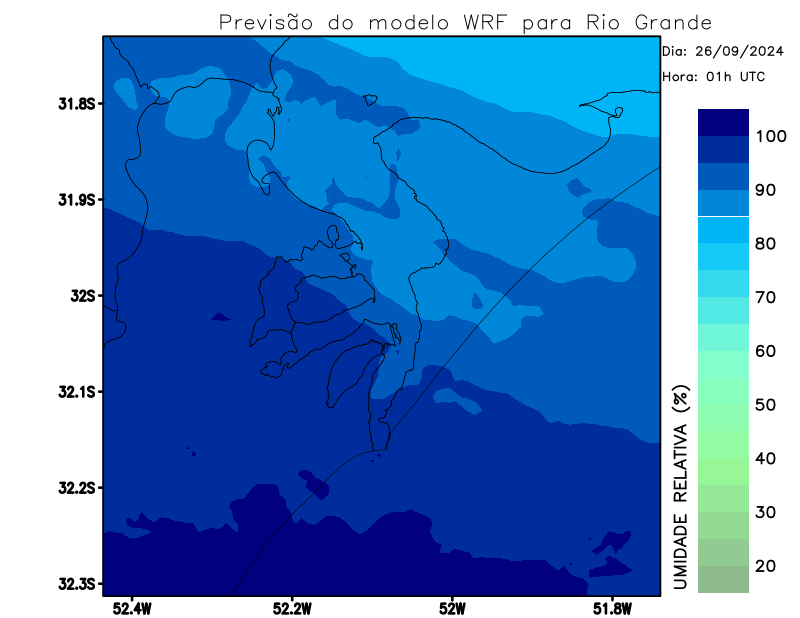 Previsão do modelo WRF para Rio Grande
Dia: 26/09/2024
Hora: 01h UTC
31.8S
31.9S
32S
32.1S
32.2S
32.3S
52.4W
52.2W
52W
51.8W
UMIDADE RELATIVA (%)
100
90
80
70
60
50
40
30
20